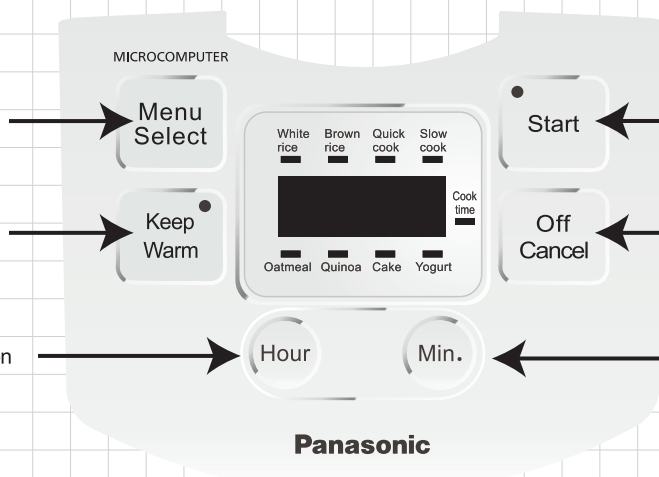 MICROCOMPUTER
Menu
Select
Start
White
rice
Brown
rice
Quick
cook
Slow
cook
Cook
time
Keep
Warm
Off
Cancel
Oatmeal Quinoa Cake Yogurt
Hour
Min.
Panasonic